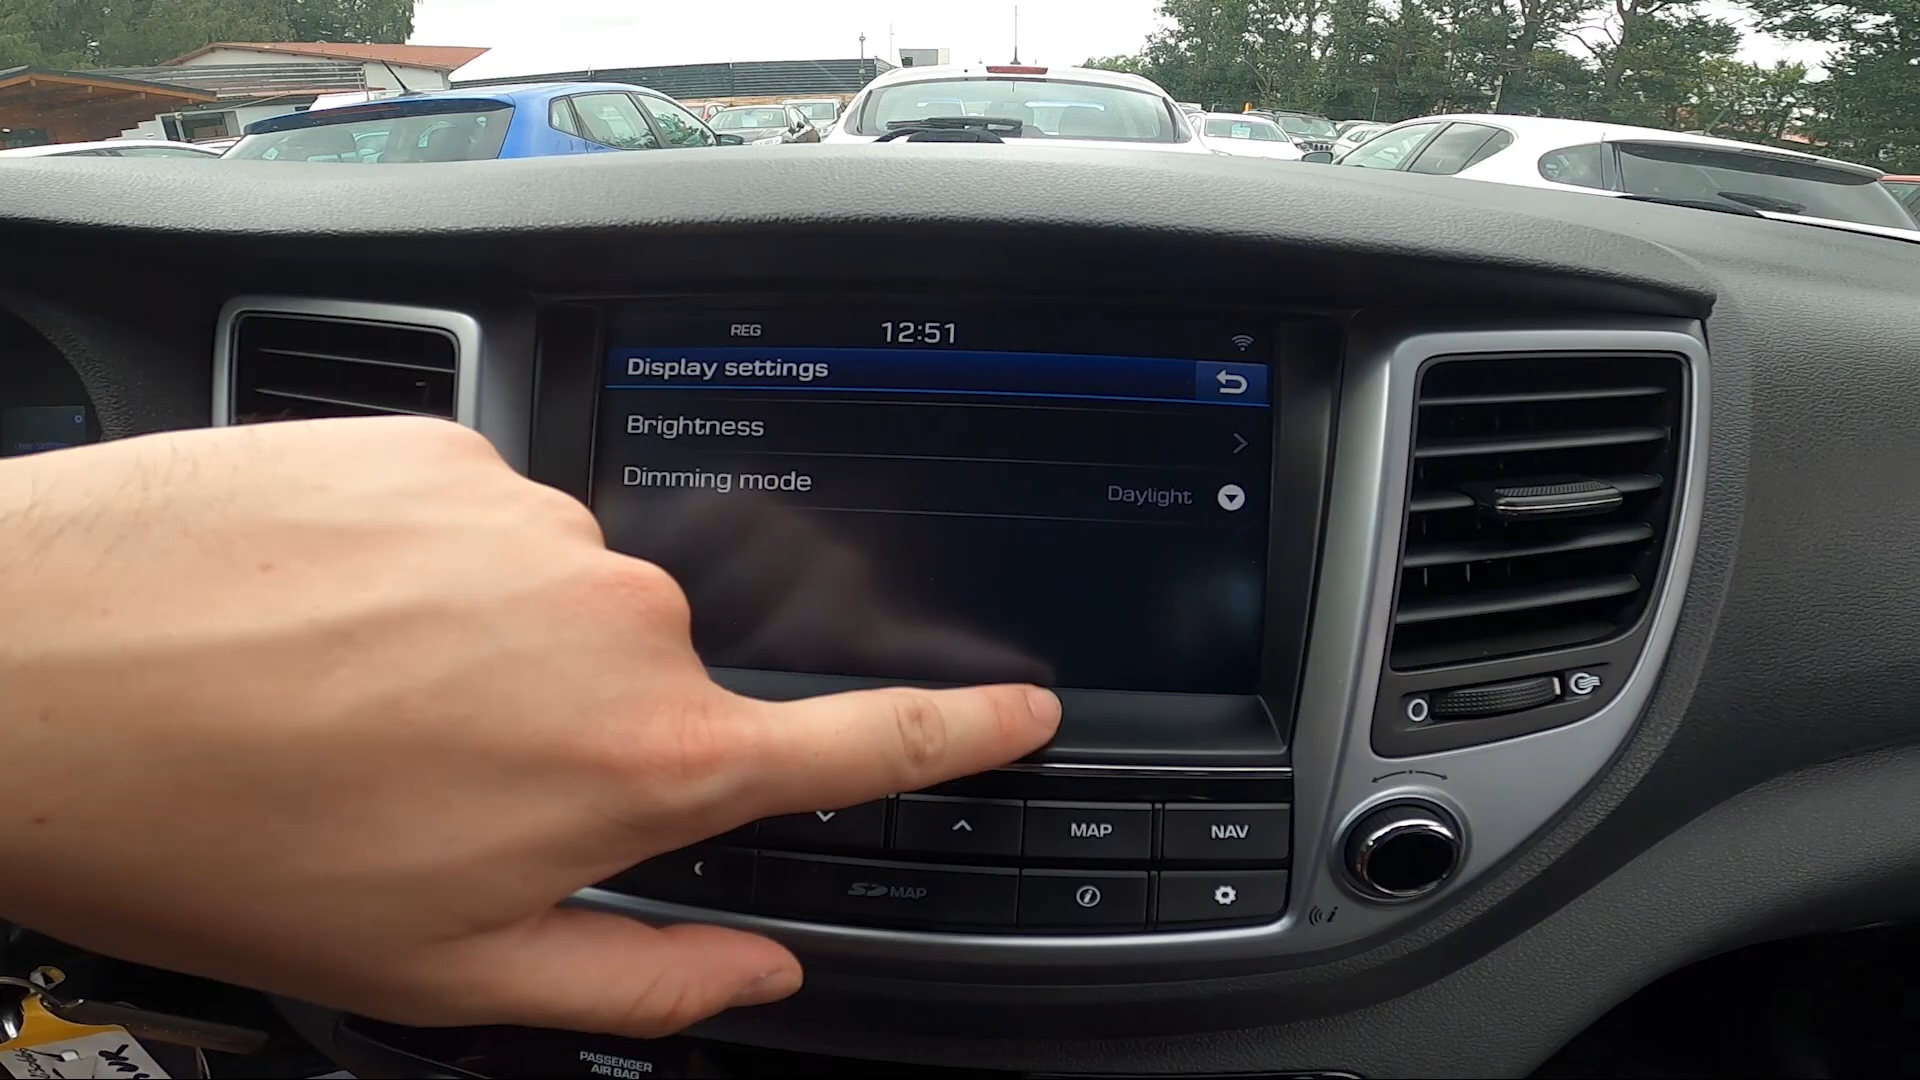 REG 12:51
Display settings
Brightness
Dimming mode Daylight
MAP NAV
SD MAP
PASSENGER
AIR BAG